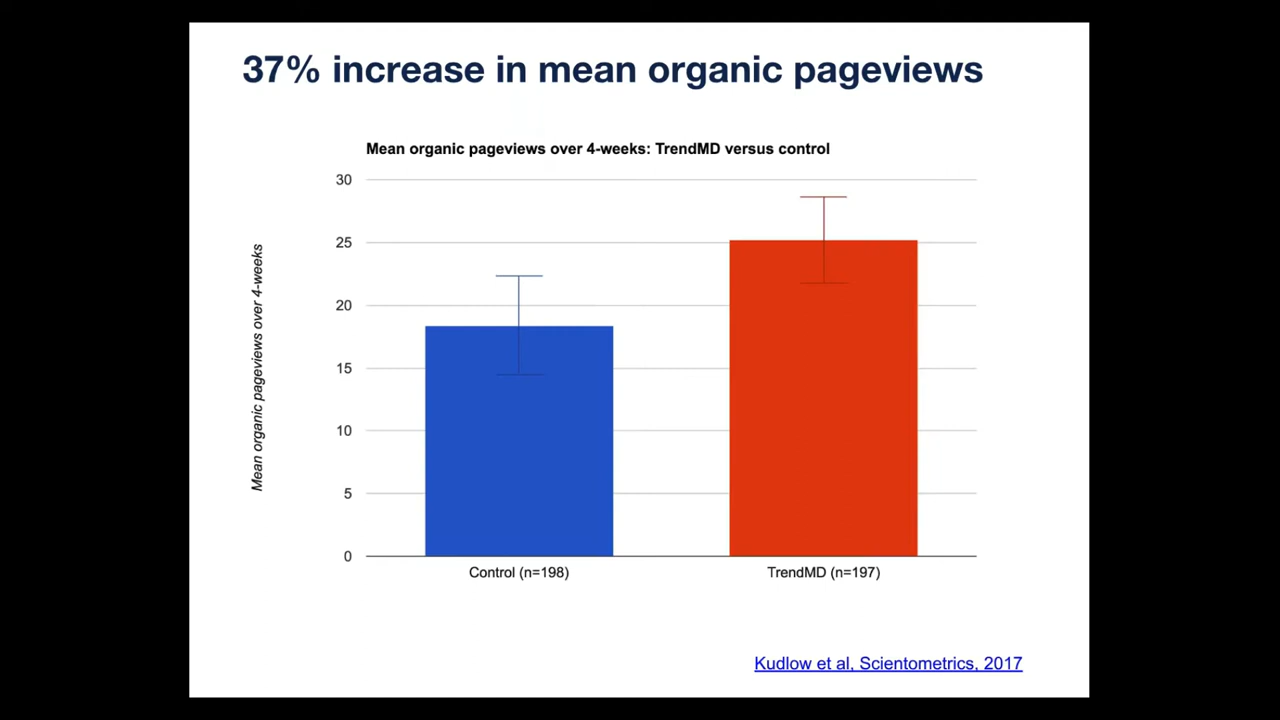 37% increase in mean organic pageviews
Mean organic pageviews over 4-weeks: TrendMD versus control
Mean organic pageviews over 4-weeks
30
25
20
15
10
5
0
Control (n=198)
TrendMD (n=197)
Kudlow et al, Scientometrics, 2017